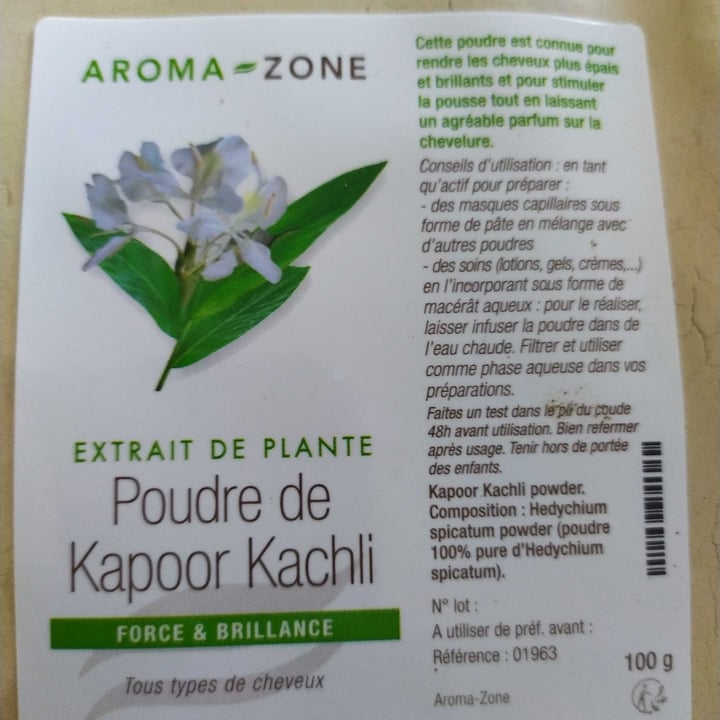 AROMA-ZONE
EXTRAIT DE PLANTE
Poudre de
Kapoor Kachli
FORCE & BRILLANCE
Tous types de cheveux
Cette poudre est connue pour
rendre les cheveux plus épais
et brillants et pour stimuler
la pousse tout en laissant
un agréable parfum sur la
chevelure.
Conseils d'utilisation : en tant
qu'actif pour préparer :
- des masques capillaires sous
forme de pâte en mélange avec
d'autres poudres
- des soins (lotions, gels, crèmes,...)
en l'incorporant sous forme de
macérât aqueux : pour le réaliser,
laisser infuser la poudre dans de
l'eau chaude. Filtrer et utiliser
comme phase aqueuse dans vos
préparations.
Faites un test dans le pli du coude
48h avant utilisation. Bien refermer
après usage. Tenir hors de portée
des enfants.
Kapoor Kachli powder.
Composition : Hedychium
spicatum powder (poudre
100% pure d'Hedychium
spicatum).
N° lot :
A utiliser de préf. avant :
Référence : 01963
100 g
Aroma-Zone